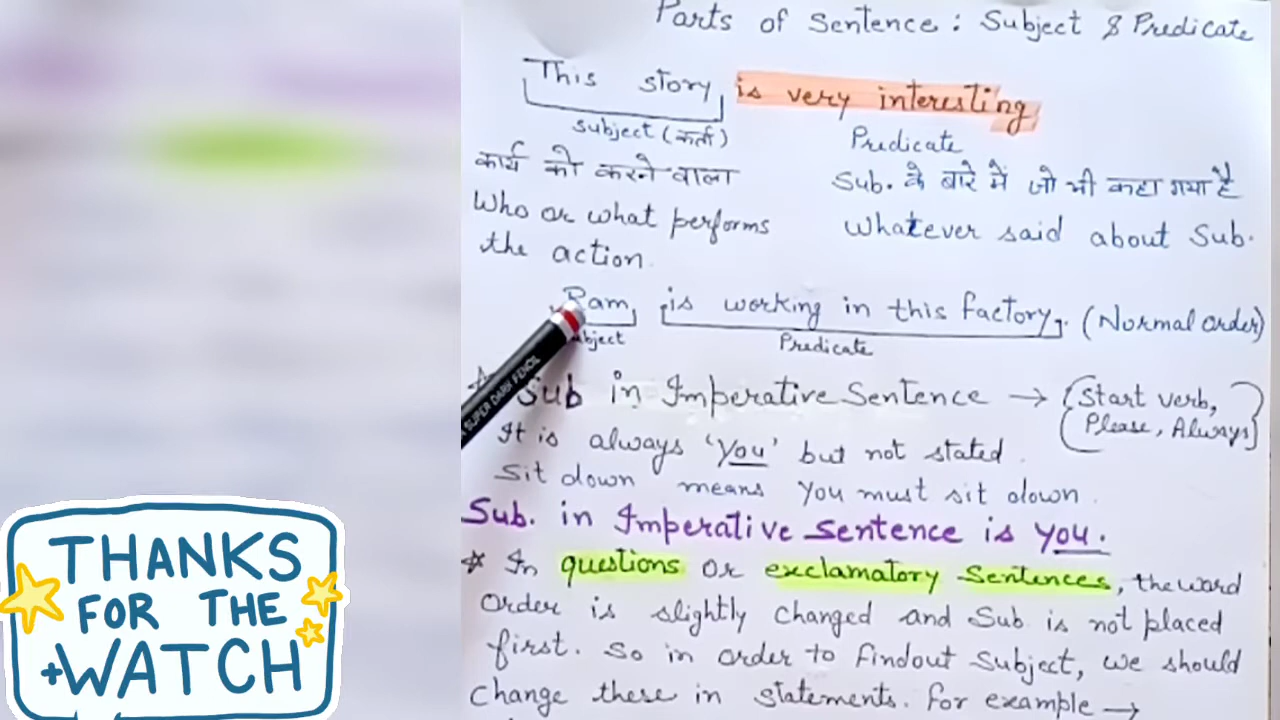 Parts of Sentence : Subject & Predicate
This story is very interesting
Subject (कर्ता) Predicate
कार्य को करने वाला
Sub. के बारे में जो भी कहा गया है
Who or what performs
the action.
Whatever said about Sub.
Ram is working in this factory. (Normal Order)
Predicate
SUPER DARK PENCIL
Sub in Imperative Sentence → (Start verb,
Please, Always)
It is always 'You' but not stated.
Sit down means You must sit down.
Sub. in Imperative Sentence is You.
* In questions or exclamatory Sentences, the word
Order is slightly changed and Sub. is not placed
first. So in order to findout Subject, we should
Change these in statements. For example →
THANKS
FOR THE
WATCH